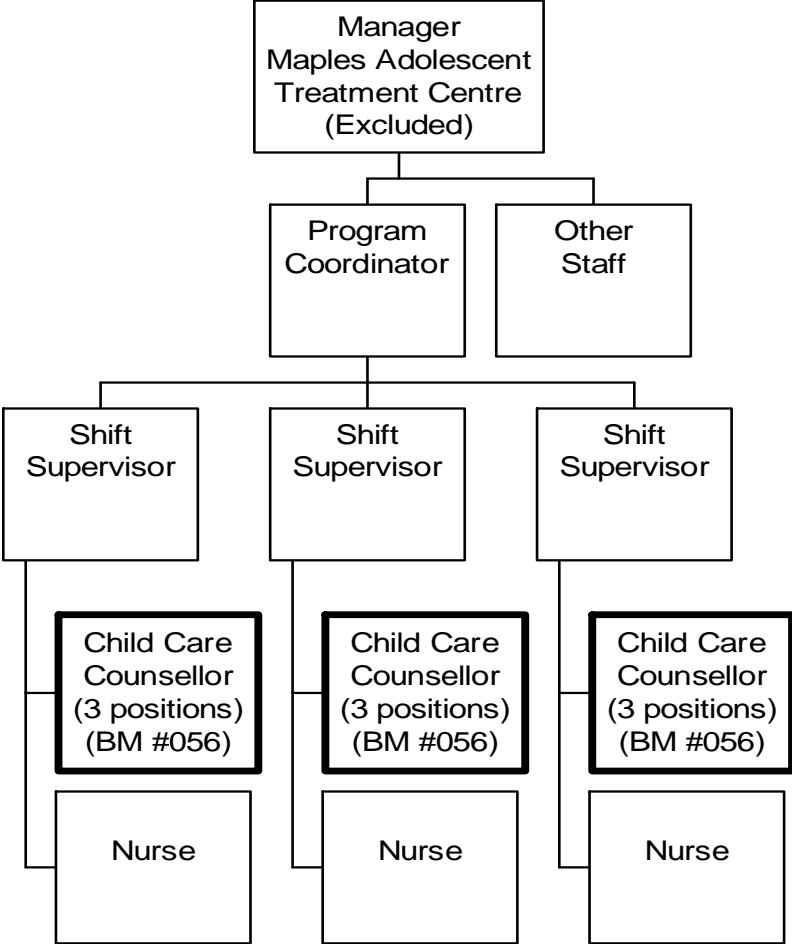 Manager
Maples Adolescent
Treatment Centre
(Excluded)
Program
Coordinator
Other
Staff
Shift
Supervisor
Shift
Supervisor
Shift
Supervisor
Child Care
Counsellor
(3 positions)
(BM #056)
Child Care
Counsellor
(3 positions)
(BM #056)
Child Care
Counsellor
(3 positions)
(BM #056)
Nurse
Nurse
Nurse